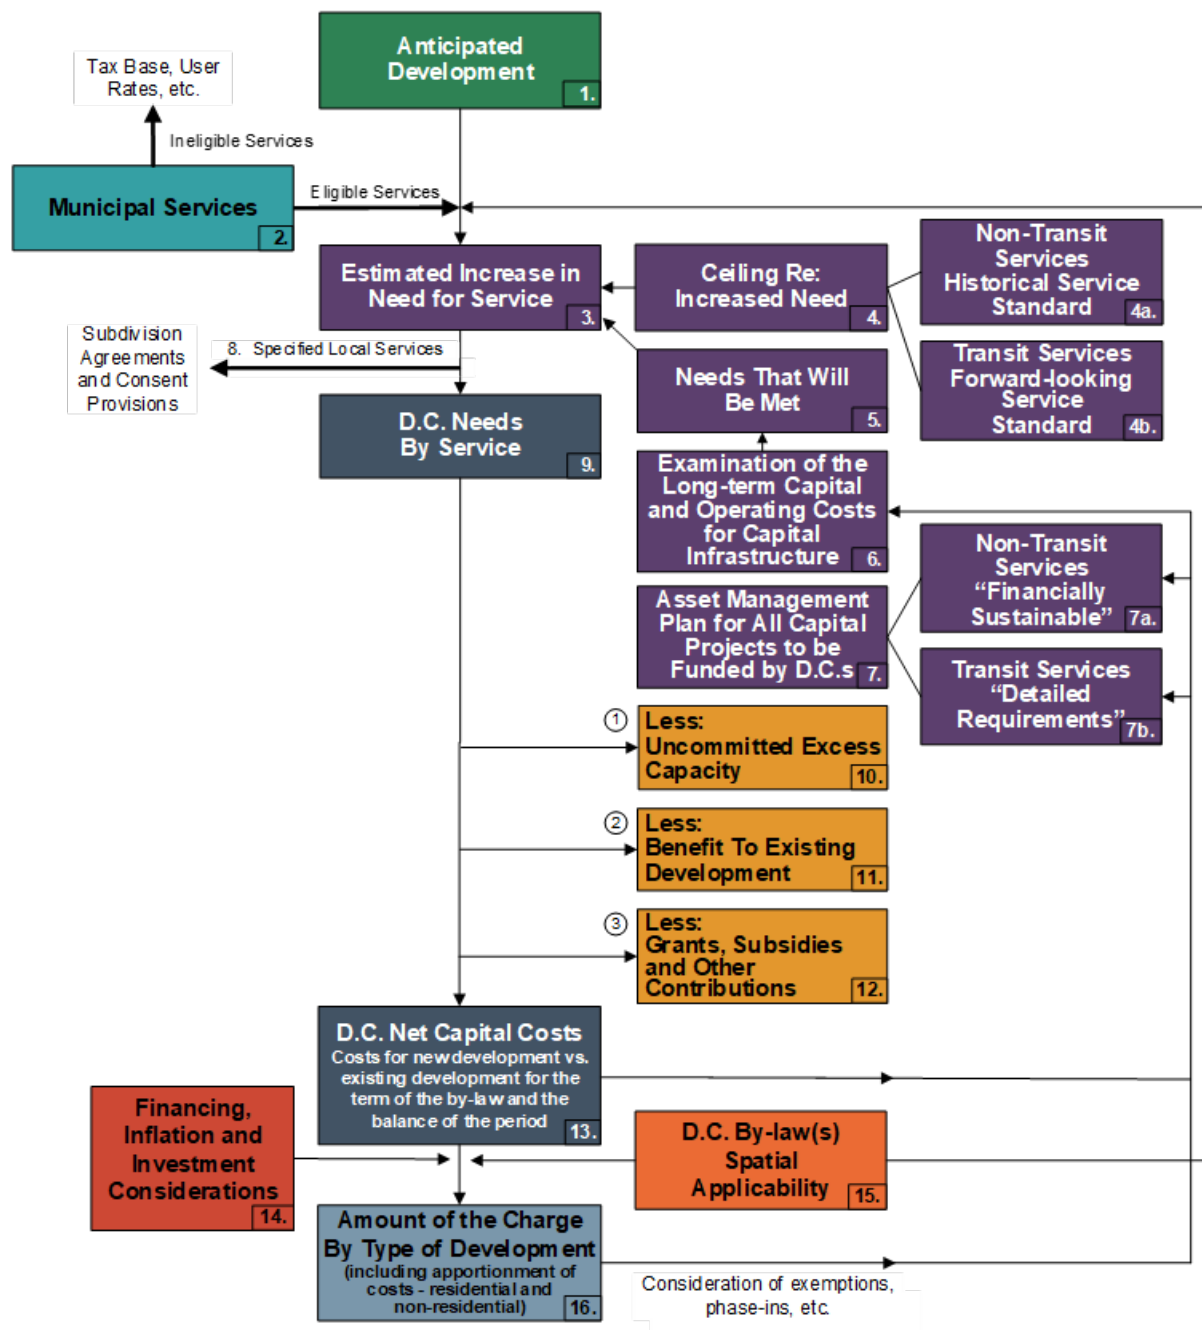 Anticipated
Development
1.
Tax Base, User
Rates, etc.
Ineligible Services
Municipal Services
2.
Eligible Services
Estimated Increase in
Need for Service
3.
Ceiling Re:
Increased Need
4.
Non-Transit
Services
Historical Service
Standard
4a.
Transit Services
Forward-looking
Service
Standard
4b.
Subdivision
Agreements
and Consent
Provisions
8. Specified Local Services
Needs That Will
Be Met
5.
D.C. Needs
By Service
9.
Examination of the
Long-term Capital
and Operating Costs
for Capital
Infrastructure
6.
Asset Management
Plan for All Capital
Projects to be
Funded by D.C.s
7.
Non-Transit
Services
“Financially
Sustainable”
7a.
Transit Services
“Detailed
Requirements”
7b.
1
Less:
Uncommitted Excess
Capacity
10.
2
Less:
Benefit To Existing
Development
11.
3
Less:
Grants, Subsidies
and Other
Contributions
12.
D.C. Net Capital Costs
Costs for new development vs.
existing development for the
term of the by-law and the
balance of the period
13.
Financing,
Inflation and
Investment
Considerations
14.
D.C. By-law(s)
Spatial
Applicability
15.
Amount of the Charge
By Type of Development
(including apportionment of
costs - residential and
non-residential)
16.
Consideration of exemptions,
phase-ins, etc.